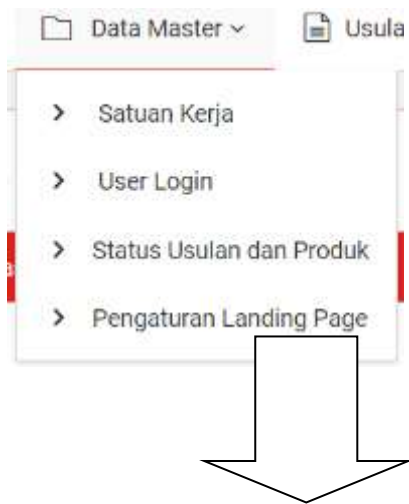 Data Master Usula
Satuan Kerja
User Login
Status Usulan dan Produk
Pengaturan Landing Page